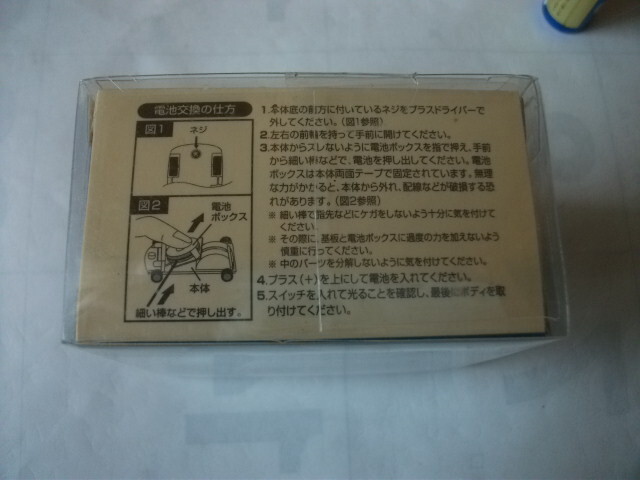 電池交換の仕方
図1
ネジ
図2
電池
ボックス
本体
細い棒などで押し出す。
1.本体底の前方に付いているネジをプラスドライバーで
外してください。(図1参照)
2.左右の前輪を持って手前に開けてください。
3.本体からズレないように電池ボックスを指で押え、手前
から細い棒などで、電池を押し出してください。電池
ボックスは本体両面テープで固定されています。無理
な力がかかると、本体から外れ、配線などが破損する恐
れがあります。(図2参照)
※ 細い棒で指先などにケガをしないよう十分に気を付けて
ください。
※ その際に、基板と電池ボックスに過度の力を加えないよう
慎重に行ってください。
※ 中のパーツを分解しないように気を付けてください。
4.プラス(+)を上にして電池を入れてください。
5.スイッチを入れて光ることを確認し、最後にボディを取
り付けてください。